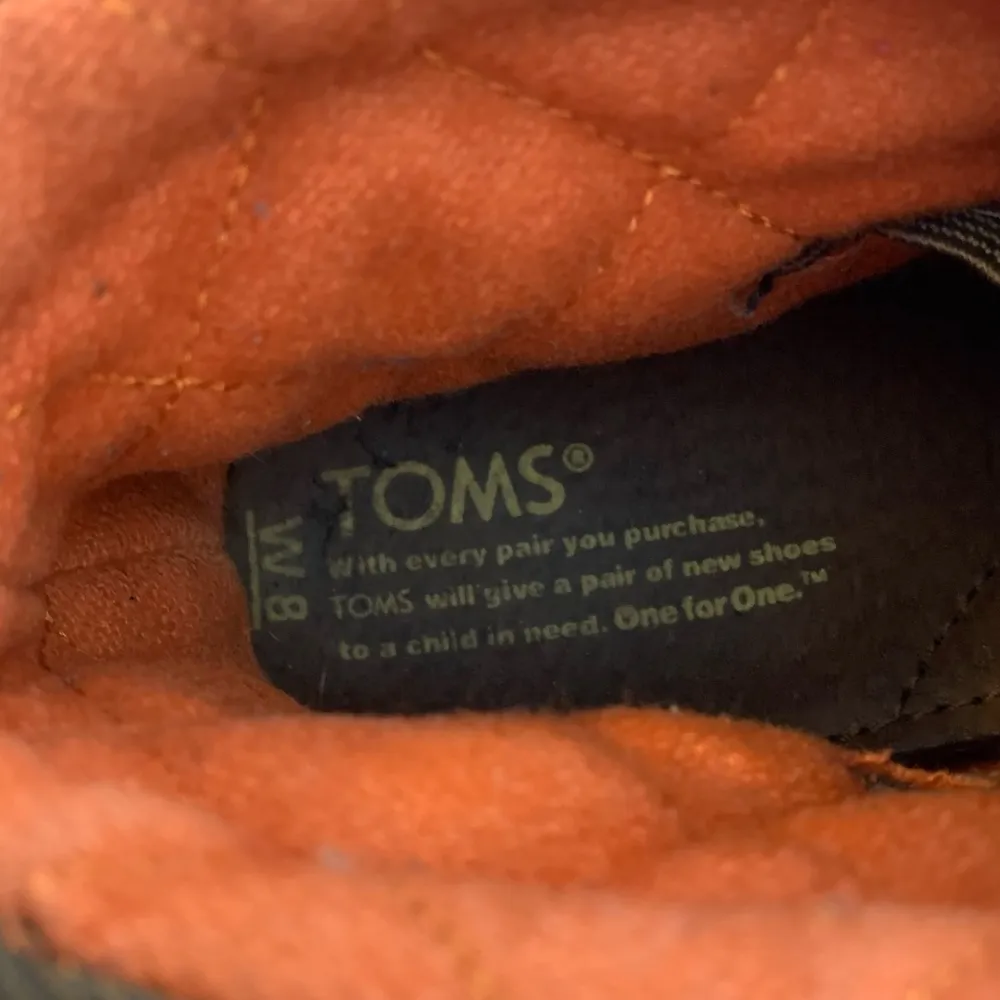 TOMS®
With every pair you purchase,
TOMS will give a pair of new shoes
to a child in need. One for One.™
W.8